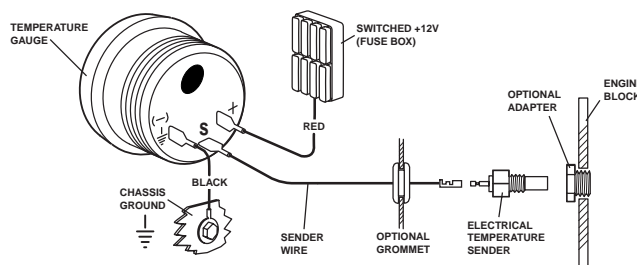 TEMPERATURE
GAUGE
SWITCHED +12V
(FUSE BOX)
OPTIONAL
ADAPTER
ENGIN
BLOCK
(-)
S
X
RED
BLACK
CHASSIS
GROUND
SENDER
WIRE
OPTIONAL
GROMMET
ELECTRICAL
TEMPERATURE
SENDER